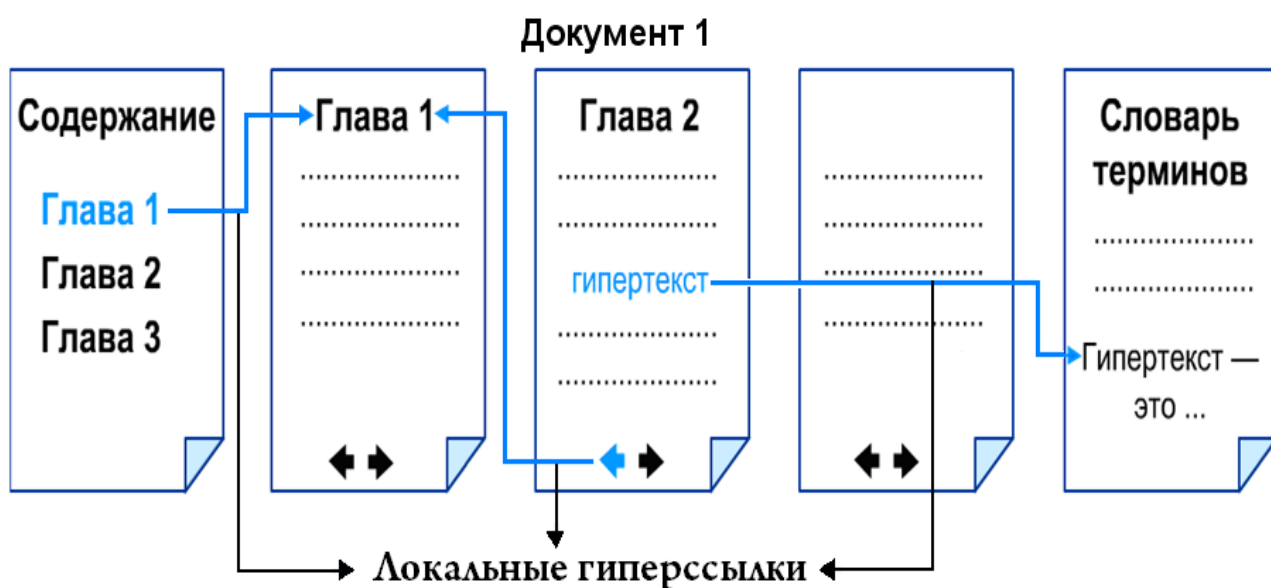 Документ 1
Содержание
Глава 1
Глава 2
Глава 3
Глава 1
....................
....................
....................
....................
Глава 2
....................
....................
гипертекст
....................
....................
....................
....................
....................
....................
Словарь
терминов
....................
....................
Гипертекст —
это ...
Локальные гиперссылки